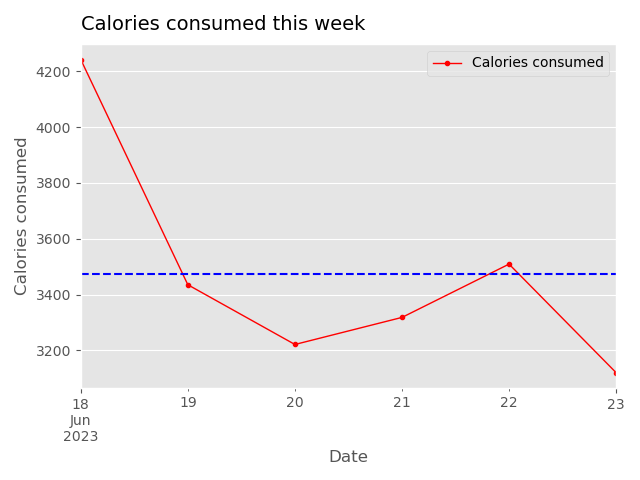 Calories consumed this week
Calories consumed
4200
4000
3800
3600
3400
3200
Calories consumed
18
Jun
2023
19
20
21
22
23
Date